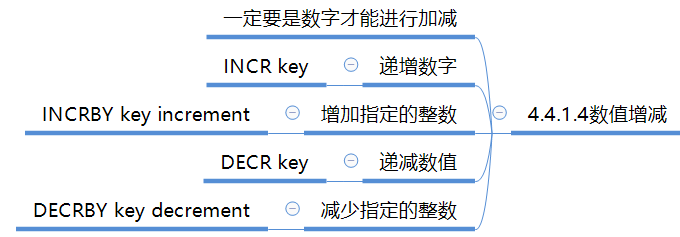 一定要是数字才能进行加减
INCR key 递增数字
INCRBY key increment 增加指定的整数 4.4.1.4数值增减
DECR key 递减数值
DECRBY key decrement 减少指定的整数